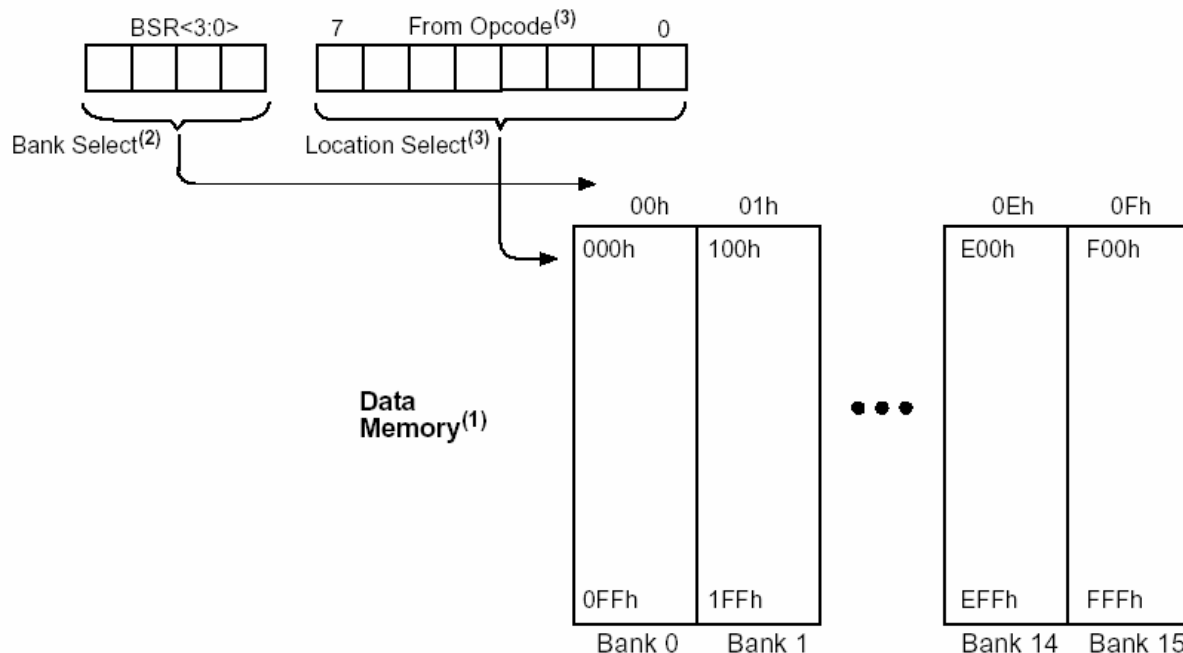 BSR<3:0>
7 From Opcode(3) 0
Bank Select(2)
Location Select(3)
00h 01h 0Eh 0Fh
000h 100h E00h F00h
Data
Memory(1)
0FFh 1FFh EFFh FFFh
Bank 0 Bank 1 Bank 14 Bank 15